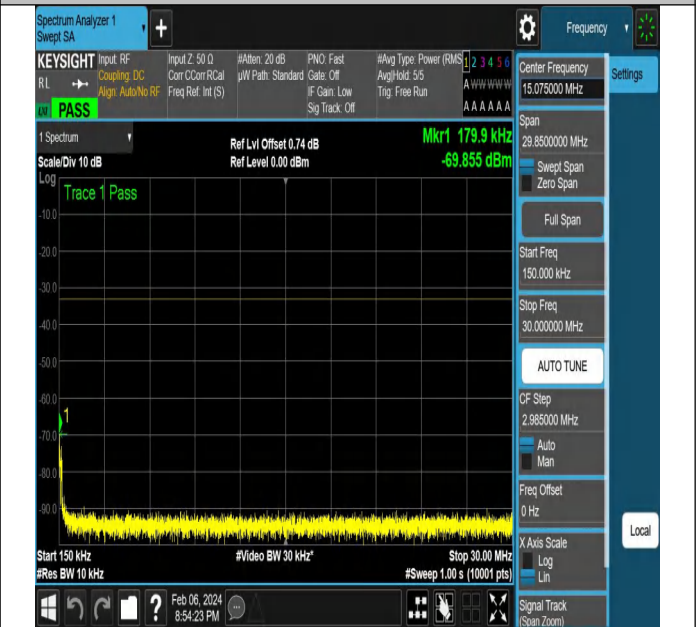 Spectrum Analyzer 1
Swept SA
+
Frequency
KEYSIGHT
Input: RF
Coupling: DC
Align: Auto/No RF
RL
PASS
Input Z: 50 Ω
Corr CCorr RCal
Freq Ref: Int (S)
#Atten: 20 dB
µW Path: Standard
PNO: Fast
Gate: Off
IF Gain: Low
Sig Track: Off
#Avg Type: Power (RMS
Avg|Hold: 5/5
Trig: Free Run
1 2 3 4 5 6
A W W W W W
A A A A A A
1 Spectrum
Scale/Div 10 dB
Ref Lvl Offset 0.74 dB
Ref Level 0.00 dBm
Mkr1 179.9 kHz
-69.855 dBm
Log
Trace 1 Pass
-10.0
-20.0
-30.0
-40.0
-50.0
-60.0
1
-70.0
-80.0
-90.0
Start 150 kHz
#Res BW 10 kHz
#Video BW 30 kHz*
Stop 30.00 MHz
#Sweep 1.00 s (10001 pts)
?
Feb 06, 2024
8:54:23 PM
Center Frequency
15.075000 MHz
Settings
Span
29.8500000 MHz
Swept Span
Zero Span
Full Span
Start Freq
150.000 kHz
Stop Freq
30.000000 MHz
AUTO TUNE
CF Step
2.985000 MHz
Auto
Man
Freq Offset
0 Hz
X Axis Scale
Log
Lin
Local
Signal Track
(Span Zoom)